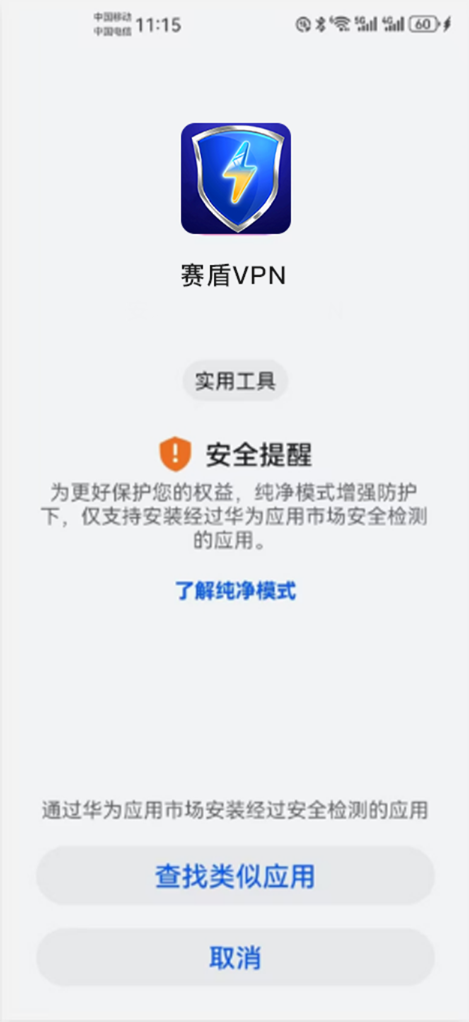 中国移动
中国电信
11:15
6
5G
4G
60
赛盾VPN
实用工具
安全提醒
为更好保护您的权益，纯净模式增强防护
下，仅支持安装经过华为应用市场安全检测
的应用。
了解纯净模式
通过华为应用市场安装经过安全检测的应用
查找类似应用
取消